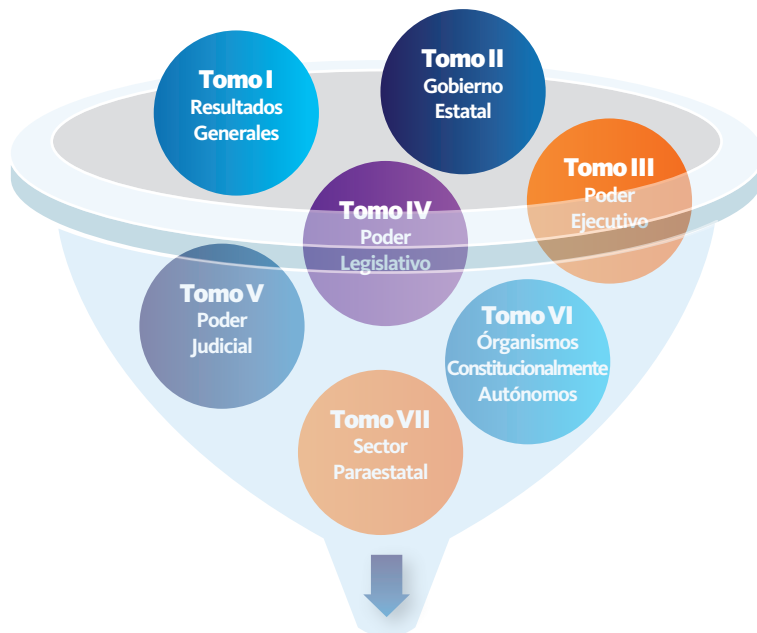 Tomo I
Resultados
Generales
Tomo II
Gobierno
Estatal
Tomo III
Poder
Ejecutivo
Tomo IV
Poder
Legislativo
Tomo V
Poder
Judicial
Tomo VI
Órganismos
Constitucionalmente
Autónomos
Tomo VII
Sector
Paraestatal